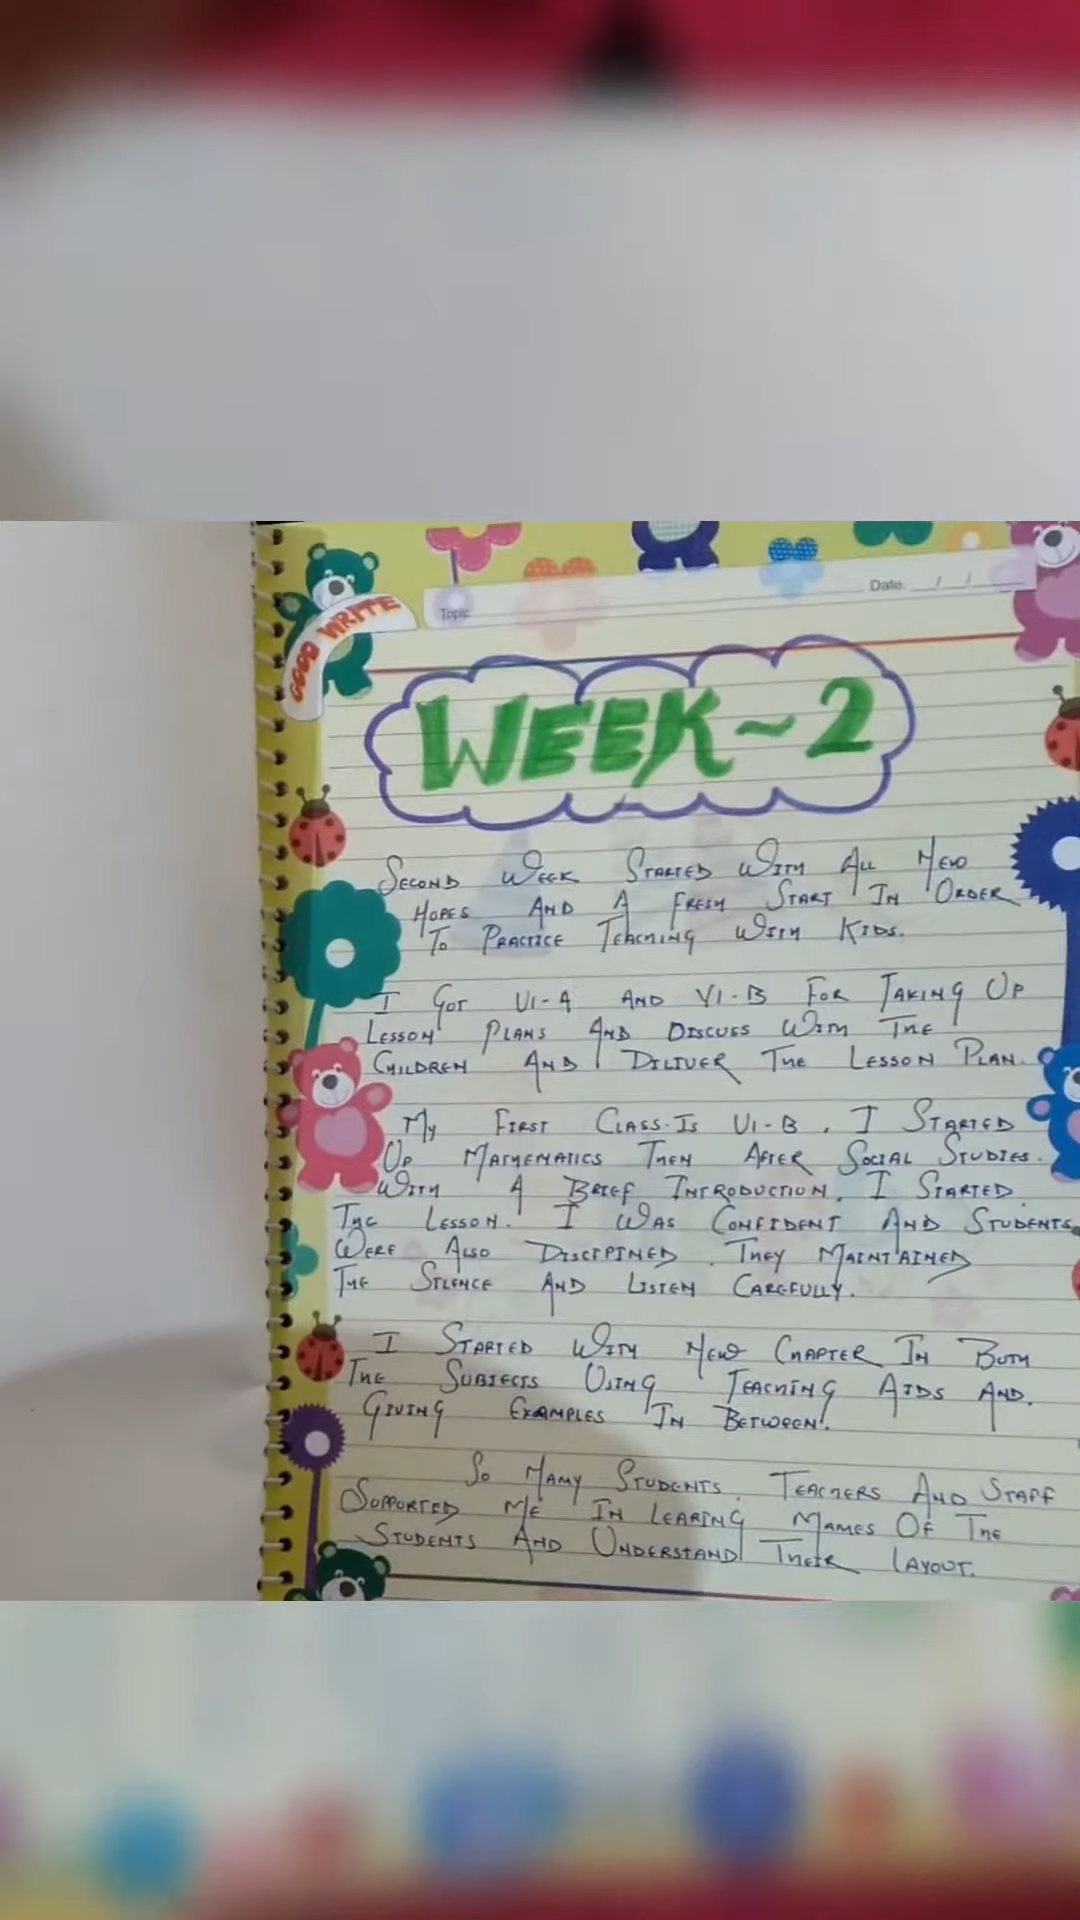 GOOD WRITE
Topic
Date. __/__/____
WEEK~2
SECOND WEEK STARTED WITH ALL NEW
HOPES AND A FRESH START IN ORDER
TO PRACTICE TEACHING WITH KIDS.
I GOT VI-A AND VI-B FOR TAKING UP
LESSON PLANS AND DISCUSS WITH THE
CHILDREN AND DILIVER THE LESSON PLAN.
MY FIRST CLASS IS VI-B. I STARTED
UP MATHEMATICS THEN AFTER SOCIAL STUDIES.
WITH A BRIEF INTRODUCTION. I STARTED
THE LESSON. I WAS CONFIDENT AND STUDENTS
WERE ALSO DISCIPINED. THEY MAINTAINED
THE SILENCE AND LISTEN CAREFULLY.
I STARTED WITH NEW CHAPTER IN BOTH
THE SUBJECTS USING TEACHING AIDS AND.
GIVING EXAMPLES IN BETWEEN.
SO MANY STUDENTS, TEACHERS AND STAFF
SUPPORTED ME IN LEARING NAMES OF THE
STUDENTS AND UNDERSTAND THEIR LAYOUT.